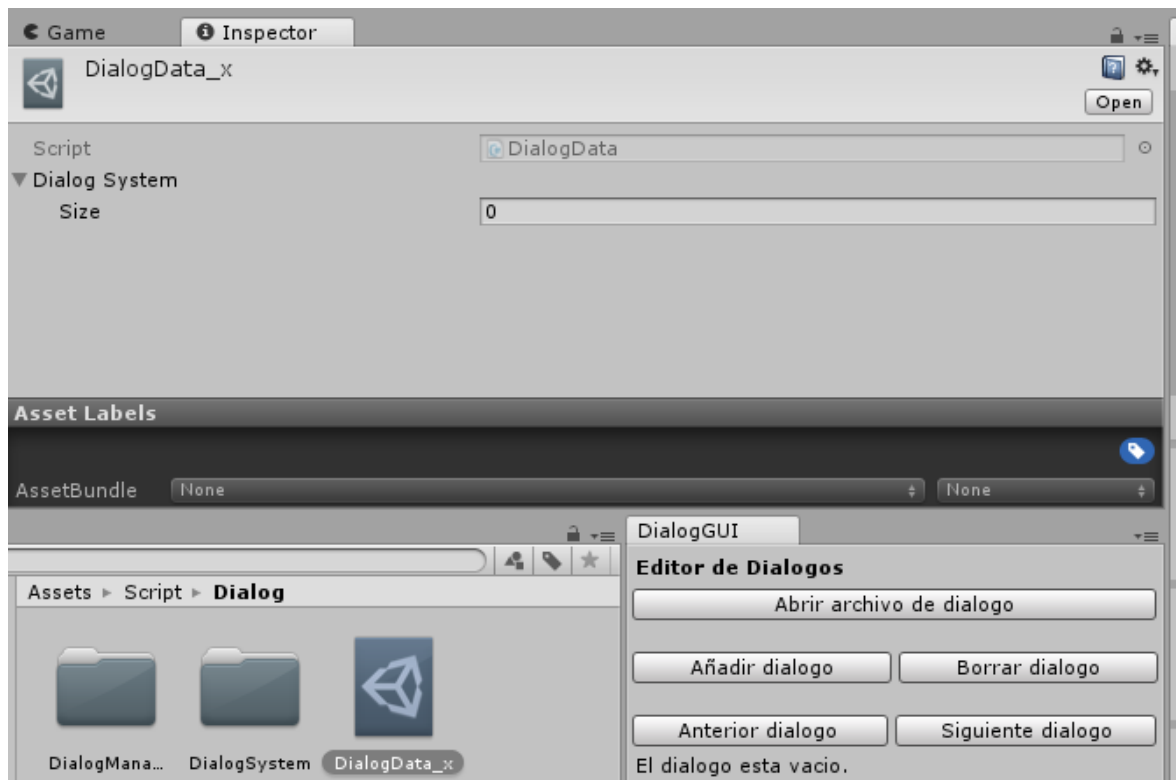 Game Inspector
DialogData_x
Open
Script DialogData
Dialog System
Size 0
Asset Labels
AssetBundle None None
DialogGUI
Editor de Dialogos
Abrir archivo de dialogo
Assets Script Dialog
Añadir dialogo Borrar dialogo
Anterior dialogo Siguiente dialogo
DialogMana... DialogSystem DialogData_x
El dialogo esta vacio.